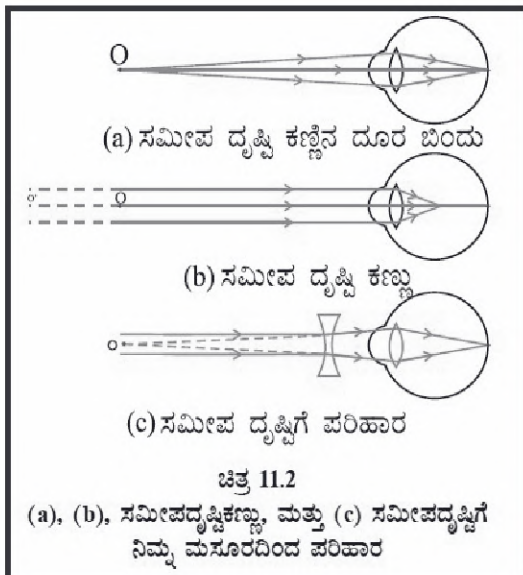 O
(a) ಸಮೀಪ ದೃಷ್ಟಿ ಕಣ್ಣಿನ ದೂರ ಬಿಂದು
O' O
(b) ಸಮೀಪ ದೃಷ್ಟಿ ಕಣ್ಣು
O
(c) ಸಮೀಪ ದೃಷ್ಟಿಗೆ ಪರಿಹಾರ
ಚಿತ್ರ 11.2
(a), (b), ಸಮೀಪದೃಷ್ಟಿಕಣ್ಣು, ಮತ್ತು (c) ಸಮೀಪದೃಷ್ಟಿಗೆ
ನಿಮ್ನ ಮಸೂರದಿಂದ ಪರಿಹಾರ